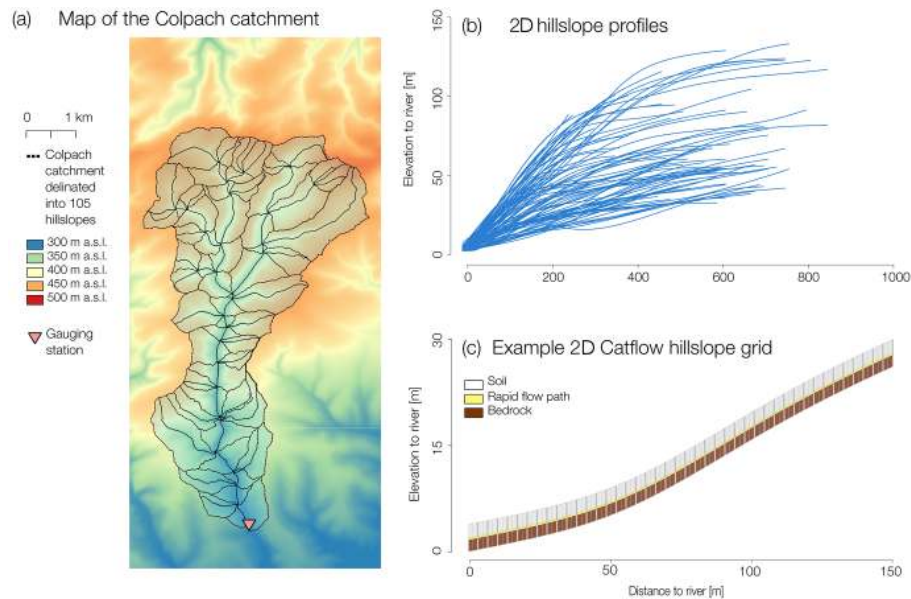 (a) Map of the Colpach catchment
0 1 km
Colpach
catchment
delinated
into 105
hillslopes
300 m a.s.l.
350 m a.s.l.
400 m a.s.l.
450 m a.s.l.
500 m a.s.l.
Gauging
station
(b) 2D hillslope profiles
Elevation to river [m]
150
100
50
0
0 200 400 600 800 1000
(c) Example 2D Catflow hillslope grid
Soil
Rapid flow path
Bedrock
Elevation to river [m]
30
15
0
0 50 100 150
Distance to river [m]